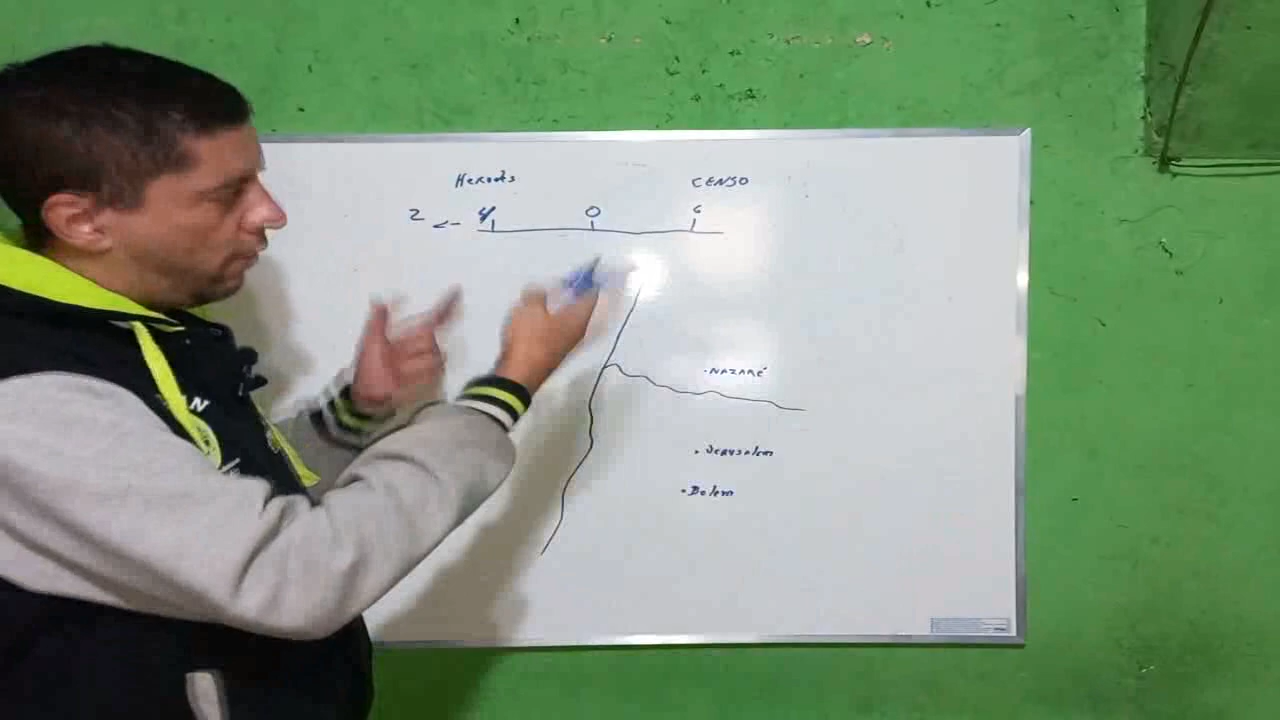 Herodes CENSO
2 ← 4 0 6
. NAZARÉ
. Jerusalem
. Belem